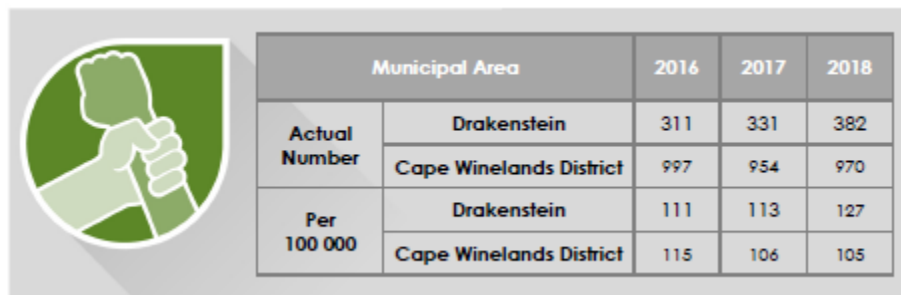 Municipal Area 2016 2017 2018
Actual Number Drakenstein 311 331 382
Cape Winelands District 997 954 970
Per 100 000 Drakenstein 111 113 127
Cape Winelands District 115 106 105